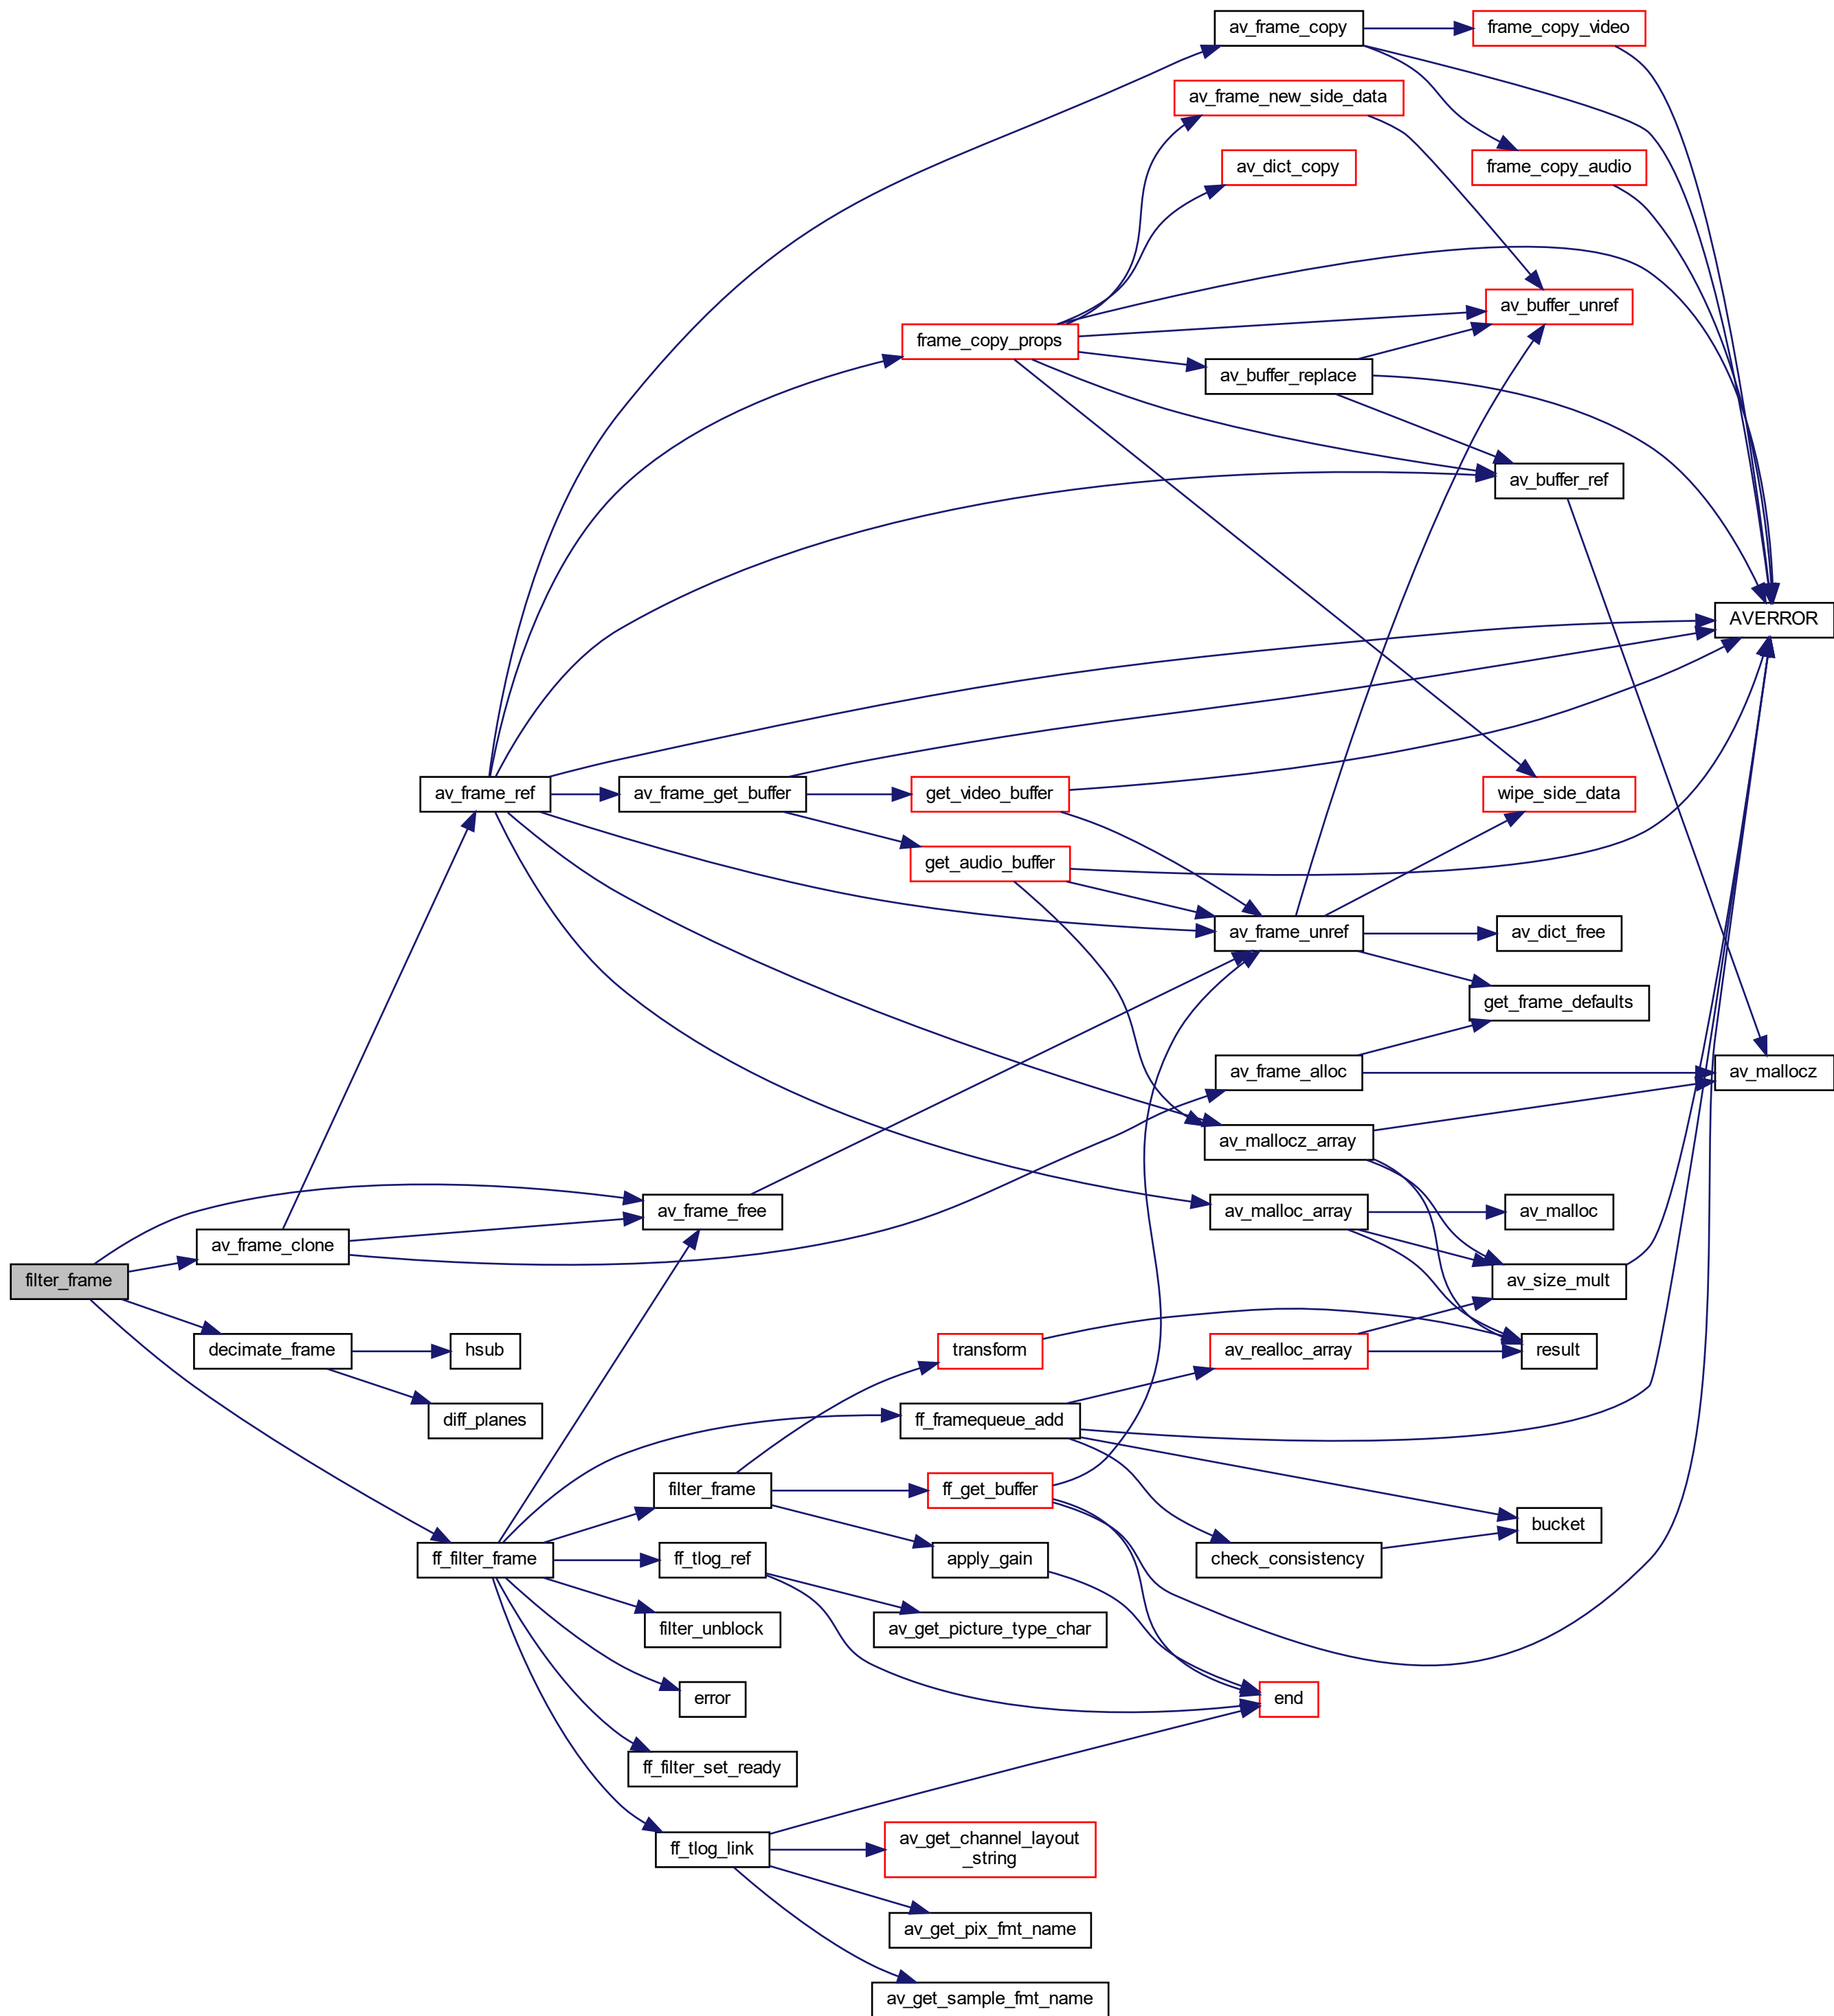 av_frame_copy
frame_copy_video
av_frame_new_side_data
av_dict_copy
frame_copy_audio
av_buffer_unref
frame_copy_props
av_buffer_replace
av_buffer_ref
AVERROR
av_frame_ref
av_frame_get_buffer
get_video_buffer
wipe_side_data
get_audio_buffer
av_frame_unref
av_dict_free
get_frame_defaults
av_frame_alloc
av_mallocz
av_mallocz_array
av_frame_free
av_malloc_array
av_malloc
av_frame_clone
filter_frame
av_size_mult
decimate_frame
hsub
transform
av_realloc_array
result
diff_planes
ff_framequeue_add
filter_frame
ff_get_buffer
bucket
ff_filter_frame
ff_tlog_ref
apply_gain
check_consistency
filter_unblock
av_get_picture_type_char
error
end
ff_filter_set_ready
ff_tlog_link
av_get_channel_layout
_string
av_get_pix_fmt_name
av_get_sample_fmt_name